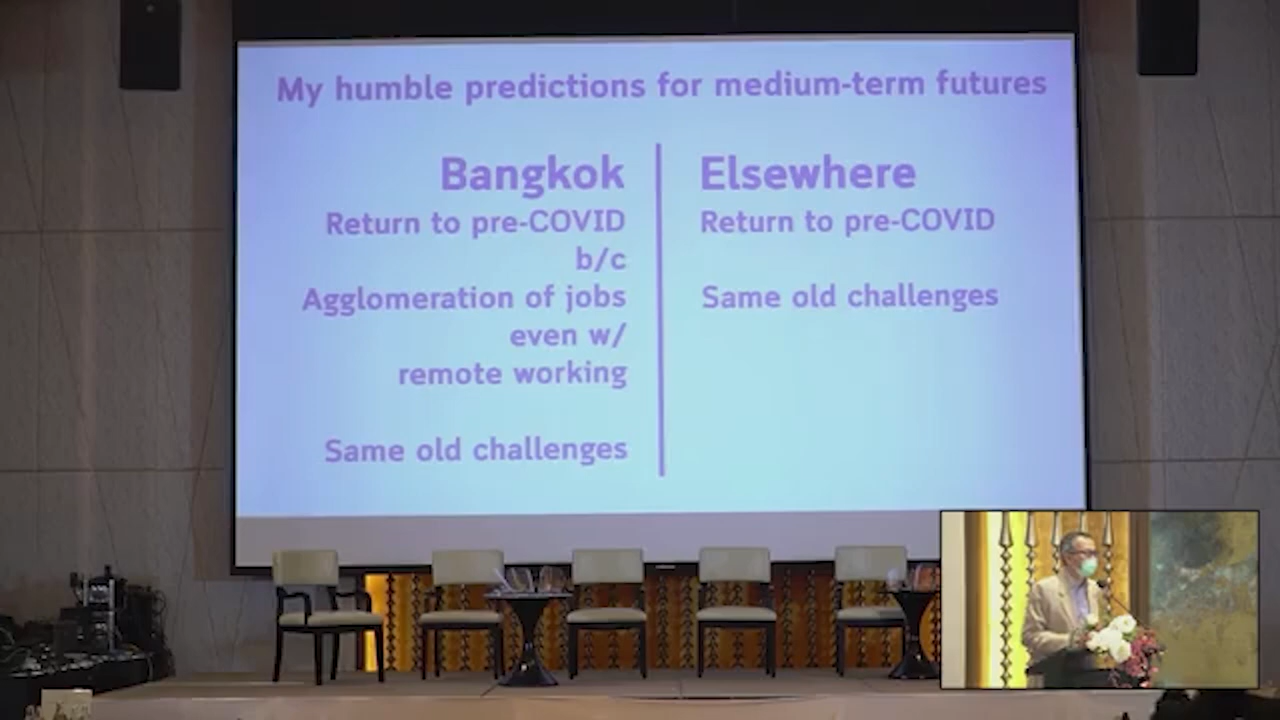 My humble predictions for medium-term futures
Bangkok
Return to pre-COVID
b/c
Agglomeration of jobs
even w/
remote working
Same old challenges
Elsewhere
Return to pre-COVID
Same old challenges